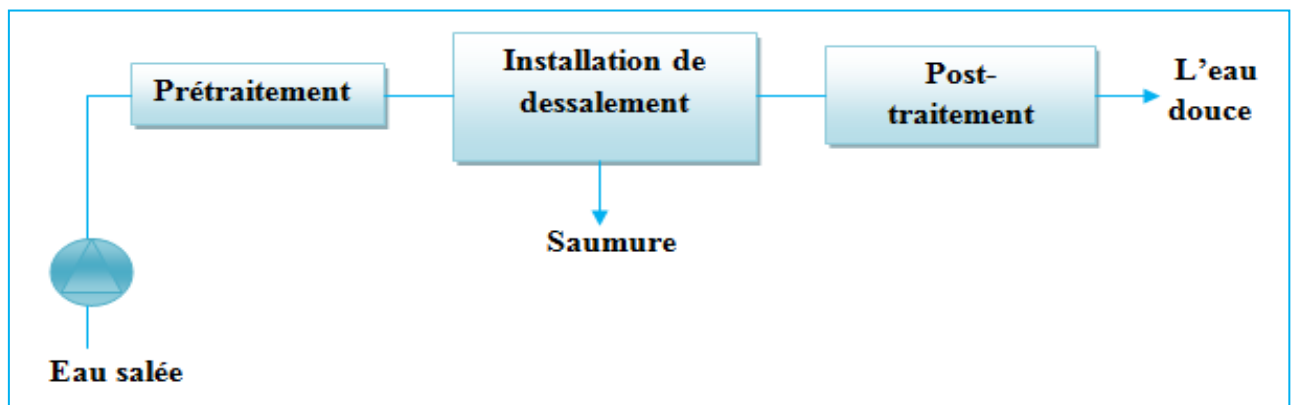 Prétraitement
Installation de
dessalement
Post-
traitement
L’eau
douce
Saumure
Eau salée